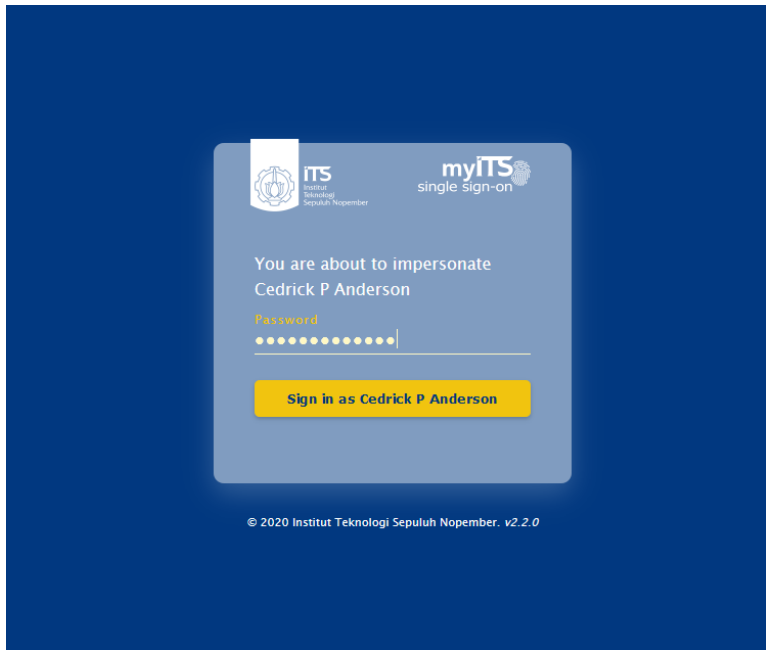 iTS
Institut
Teknologi
Sepuluh Nopember
myiTS
single sign-on
You are about to impersonate
Cedrick P Anderson
Password
●●●●●●●●●●●●●
Sign in as Cedrick P Anderson
© 2020 Institut Teknologi Sepuluh Nopember. v2.2.0